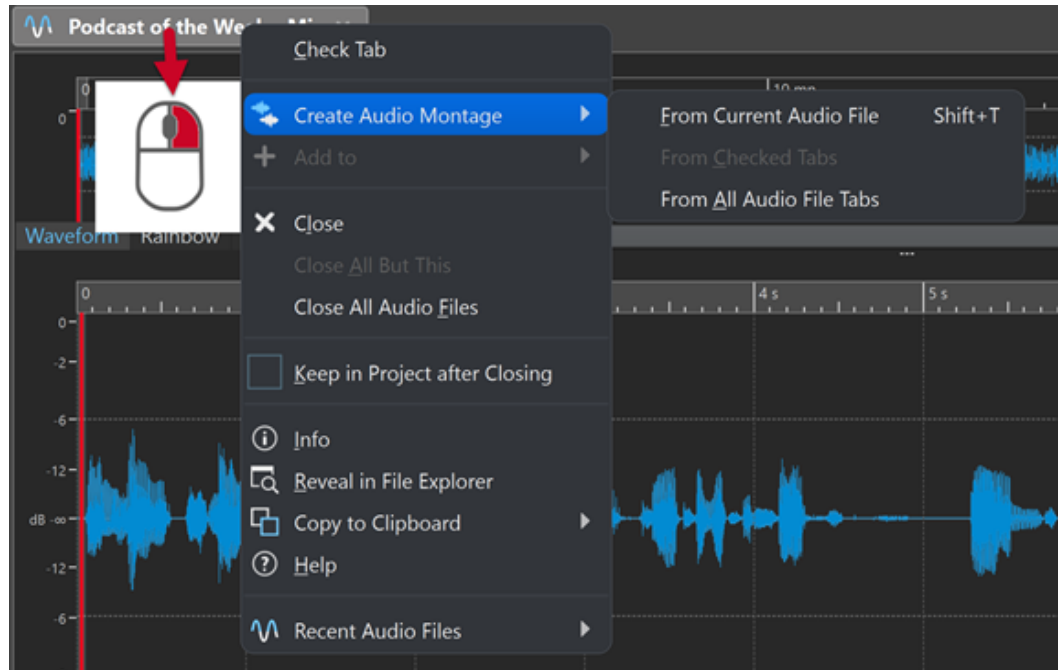 Podcast of the We
Check Tab
0
10 mn
0
Create Audio Montage
From Current Audio File Shift+T
Add to
From Checked Tabs
From All Audio File Tabs
Close
Waveform Rainbow
Close All But This
0
4 s
5 s
Close All Audio Files
0
-2
Keep in Project after Closing
-6
Info
-12
Reveal in File Explorer
dB -∞
Copy to Clipboard
-12
Help
-6
Recent Audio Files